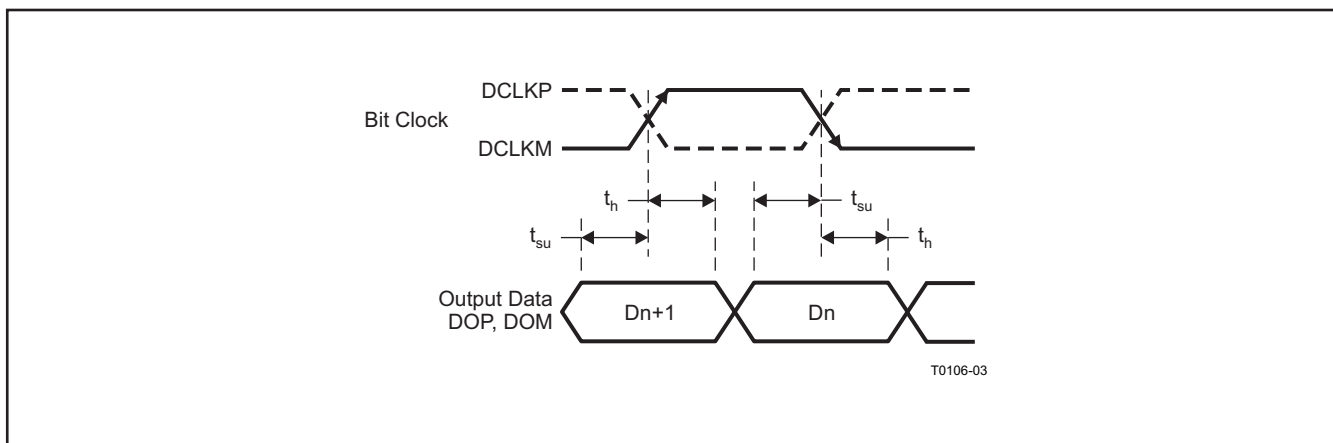 DCLKP
Bit Clock
DCLKM
t_h
t_su
t_su
t_h
Output Data
DOP, DOM
Dn+1
Dn
T0106-03